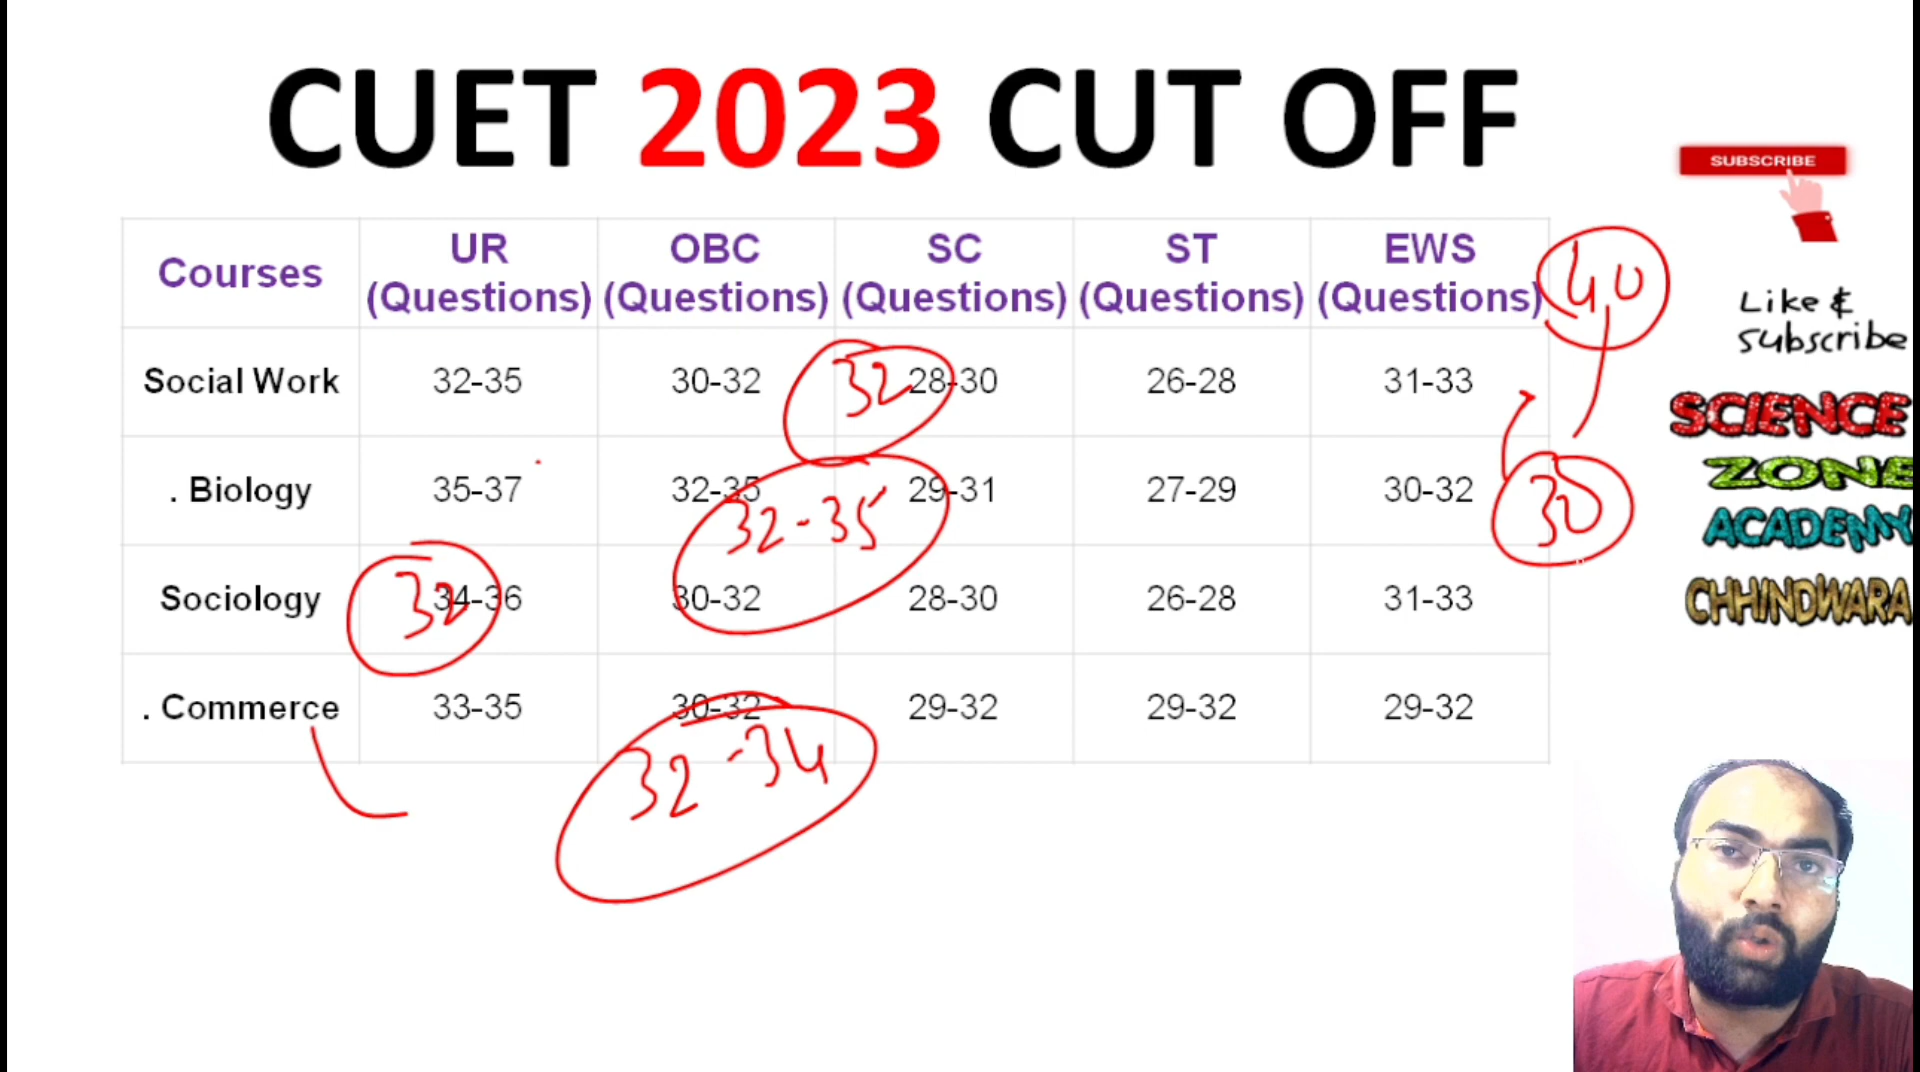 CUET 2023 CUT OFF
SUBSCRIBE
Courses UR (Questions) OBC (Questions) SC (Questions) ST (Questions) EWS (Questions)
40
Like &
Subscribe
Social Work 32-35 30-32 28-30 26-28 31-33
32
SCIENCE
ZONE
ACADEMY
CHHINDWARA
. Biology 35-37 32-35 29-31 27-29 30-32
32-35
30
Sociology 34-36 30-32 28-30 26-28 31-33
32
. Commerce 33-35 30-32 29-32 29-32 29-32
32-34